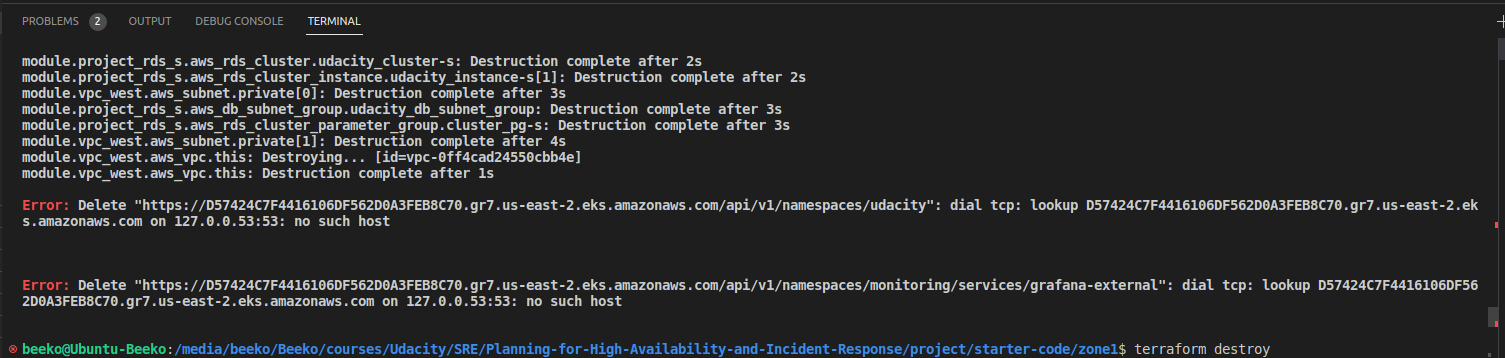 PROBLEMS 2 OUTPUT DEBUG CONSOLE TERMINAL
module.project_rds_s.aws_rds_cluster.udacity_cluster-s: Destruction complete after 2s
module.project_rds_s.aws_rds_cluster_instance.udacity_instance-s[1]: Destruction complete after 2s
module.vpc_west.aws_subnet.private[0]: Destruction complete after 3s
module.project_rds_s.aws_db_subnet_group.udacity_db_subnet_group: Destruction complete after 3s
module.project_rds_s.aws_rds_cluster_parameter_group.cluster_pg-s: Destruction complete after 3s
module.vpc_west.aws_subnet.private[1]: Destruction complete after 4s
module.vpc_west.aws_vpc.this: Destroying... [id=vpc-0ff4cad24550cbb4e]
module.vpc_west.aws_vpc.this: Destruction complete after 1s
Error: Delete "https://D57424C7F4416106DF562D0A3FEB8C70.gr7.us-east-2.eks.amazonaws.com/api/v1/namespaces/udacity": dial tcp: lookup D57424C7F4416106DF562D0A3FEB8C70.gr7.us-east-2.ek
s.amazonaws.com on 127.0.0.53:53: no such host
Error: Delete "https://D57424C7F4416106DF562D0A3FEB8C70.gr7.us-east-2.eks.amazonaws.com/api/v1/namespaces/monitoring/services/grafana-external": dial tcp: lookup D57424C7F4416106DF56
2D0A3FEB8C70.gr7.us-east-2.eks.amazonaws.com on 127.0.0.53:53: no such host
beeko@Ubuntu-Beeko:/media/beeko/Beeko/courses/Udacity/SRE/Planning-for-High-Availability-and-Incident-Response/project/starter-code/zone1$ terraform destroy